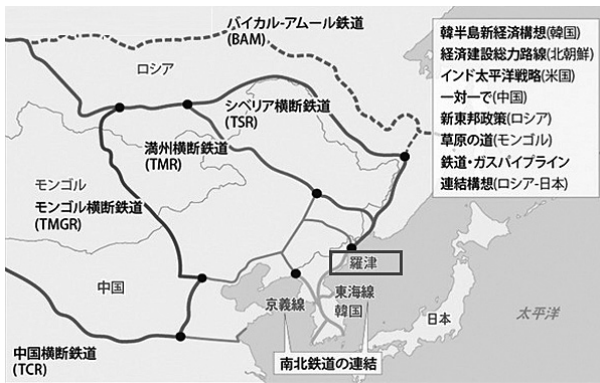 バイカル-アムール鉄道
(BAM)
ロシア
シベリア横断鉄道
(TSR)
満州横断鉄道
(TMR)
モンゴル
モンゴル横断鉄道
(TMGR)
中国
羅津
京義線
東海線
韓国
日本
太平洋
中国横断鉄道
(TCR)
南北鉄道の連結
韓半島新経済構想(韓国)
経済建設総力路線(北朝鮮)
インド太平洋戦略(米国)
一対一で(中国)
新東邦政策(ロシア)
草原の道(モンゴル)
鉄道・ガスパイプライン
連結構想(ロシア-日本)